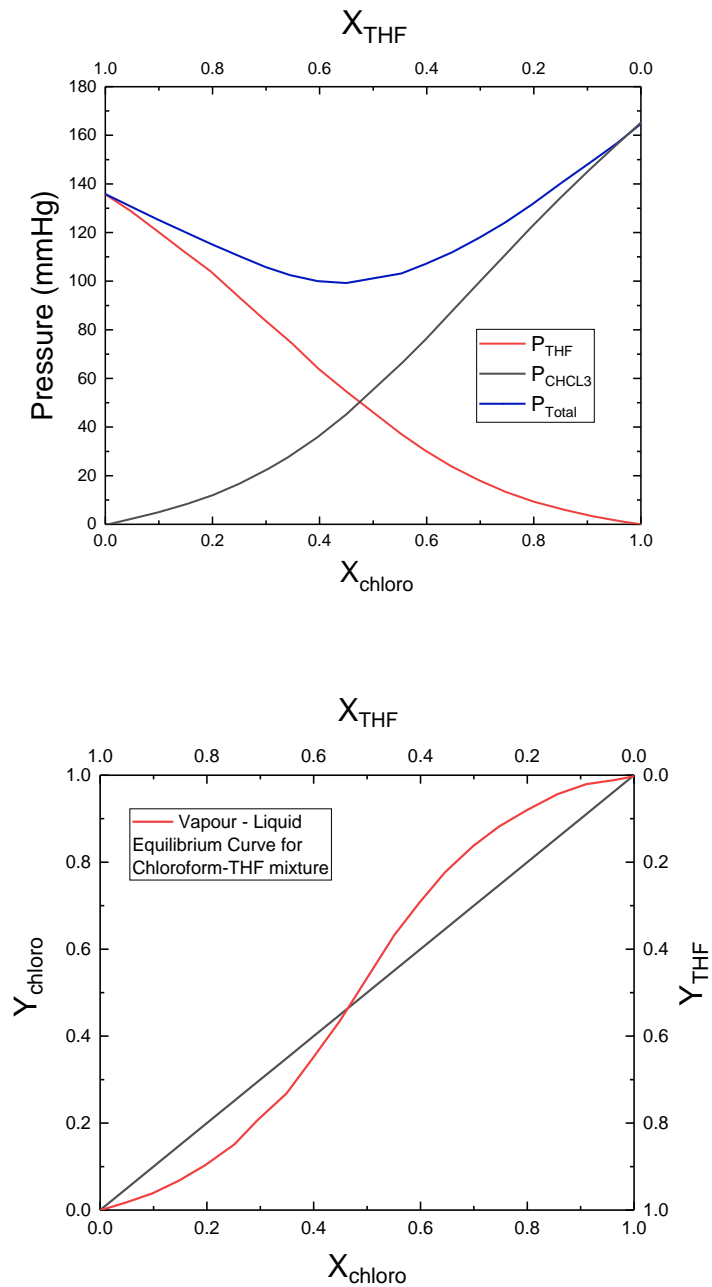 X_THF
1.0 0.8 0.6 0.4 0.2 0.0
180
160
140
120
100
80
60
40
20
0
Pressure (mmHg)
P_THF
P_CHCL3
P_Total
0.0 0.2 0.4 0.6 0.8 1.0
X_chloro
X_THF
1.0 0.8 0.6 0.4 0.2 0.0
1.0
0.8
0.6
0.4
0.2
0.0
Y_chloro
Vapour - Liquid
Equilibrium Curve for
Chloroform-THF mixture
0.0
0.2
0.4
0.6
0.8
1.0
Y_THF
0.0 0.2 0.4 0.6 0.8 1.0
X_chloro